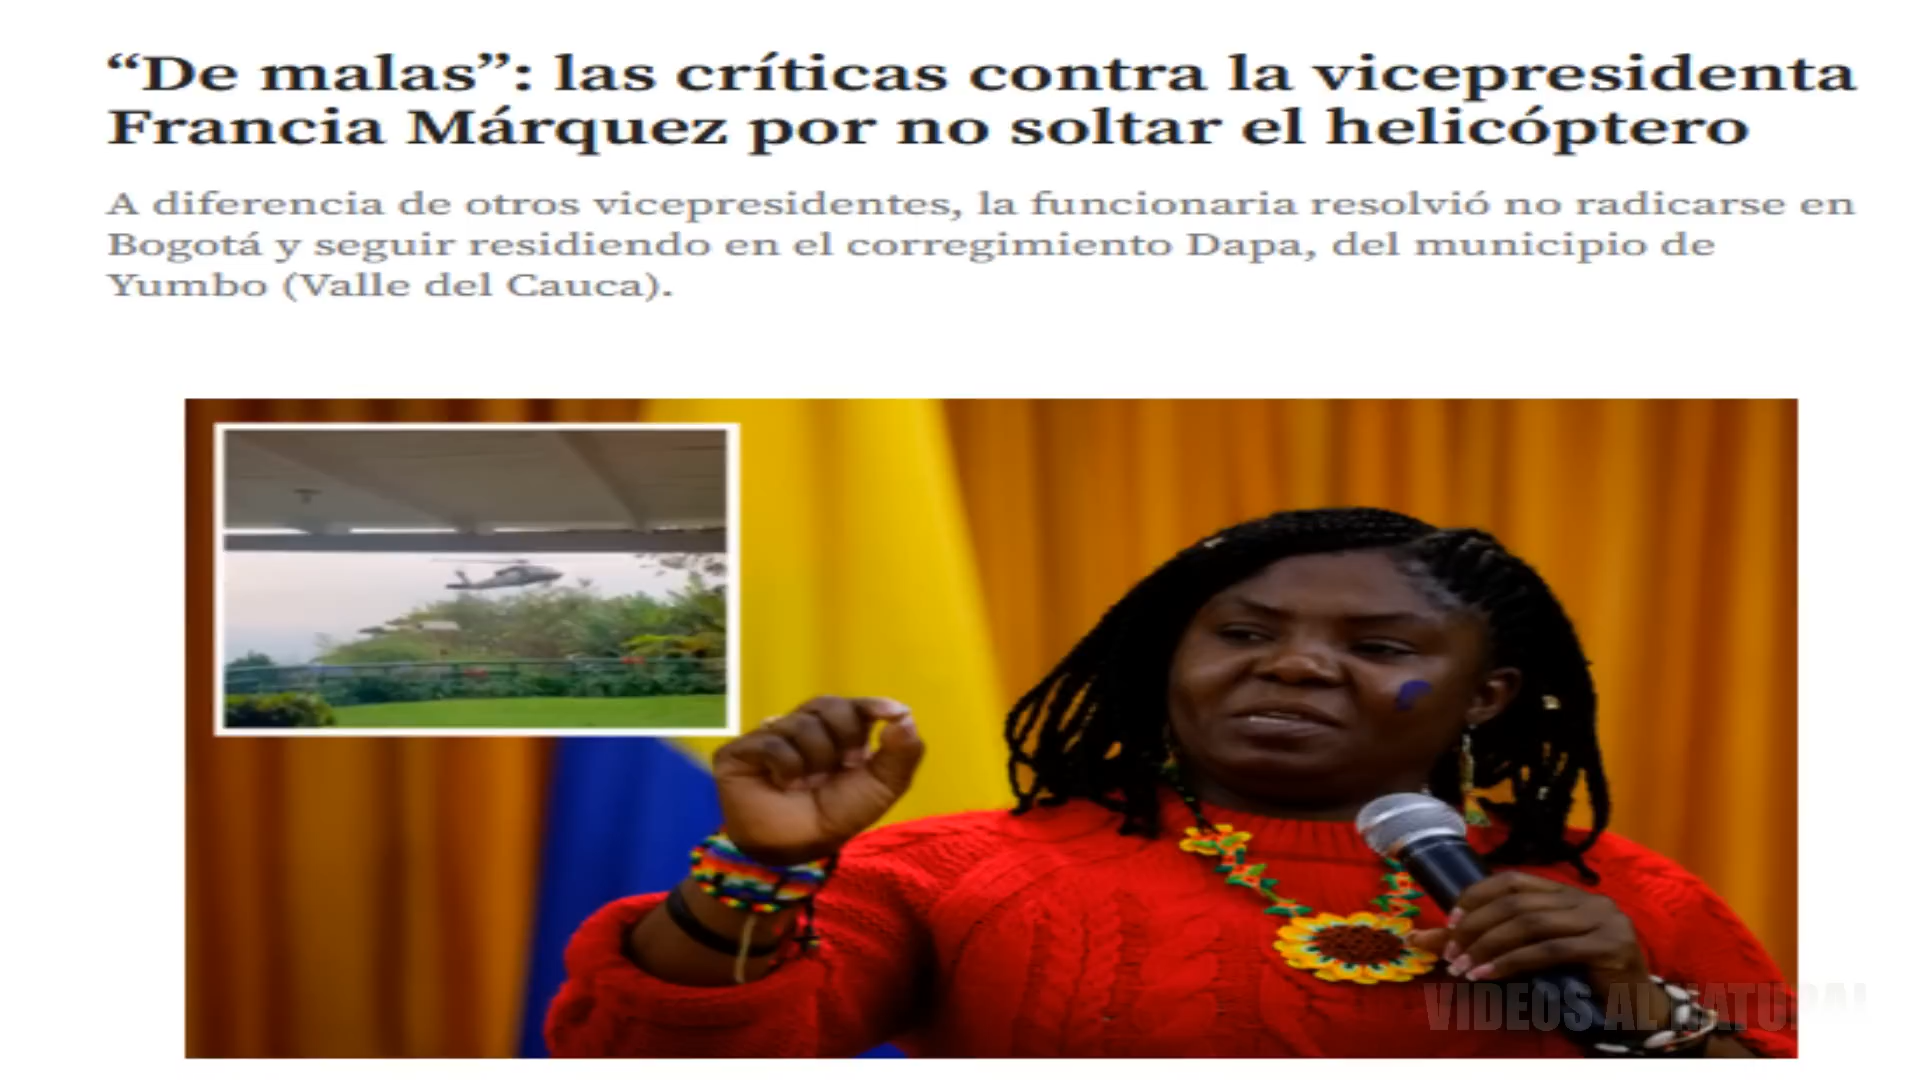 “De malas”: las críticas contra la vicepresidenta
Francia Márquez por no soltar el helicóptero
A diferencia de otros vicepresidentes, la funcionaria resolvió no radicarse en
Bogotá y seguir residiendo en el corregimiento Dapa, del municipio de
Yumbo (Valle del Cauca).
VIDEOS AL NATURAL